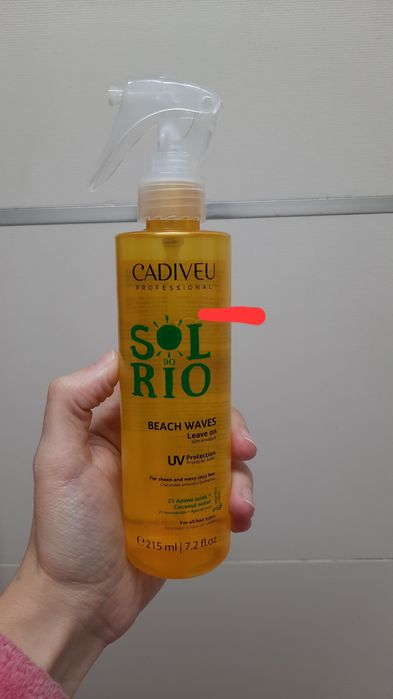 CADIVEU
PROFESSIONAL
SOL
DO
RIO
BEACH WAVES
Leave on
UV Protection
For sheen and wavy sexy hair
21 Amino acids +
Coconut water
For all hair types
℮215 ml | 7.2 fl.oz